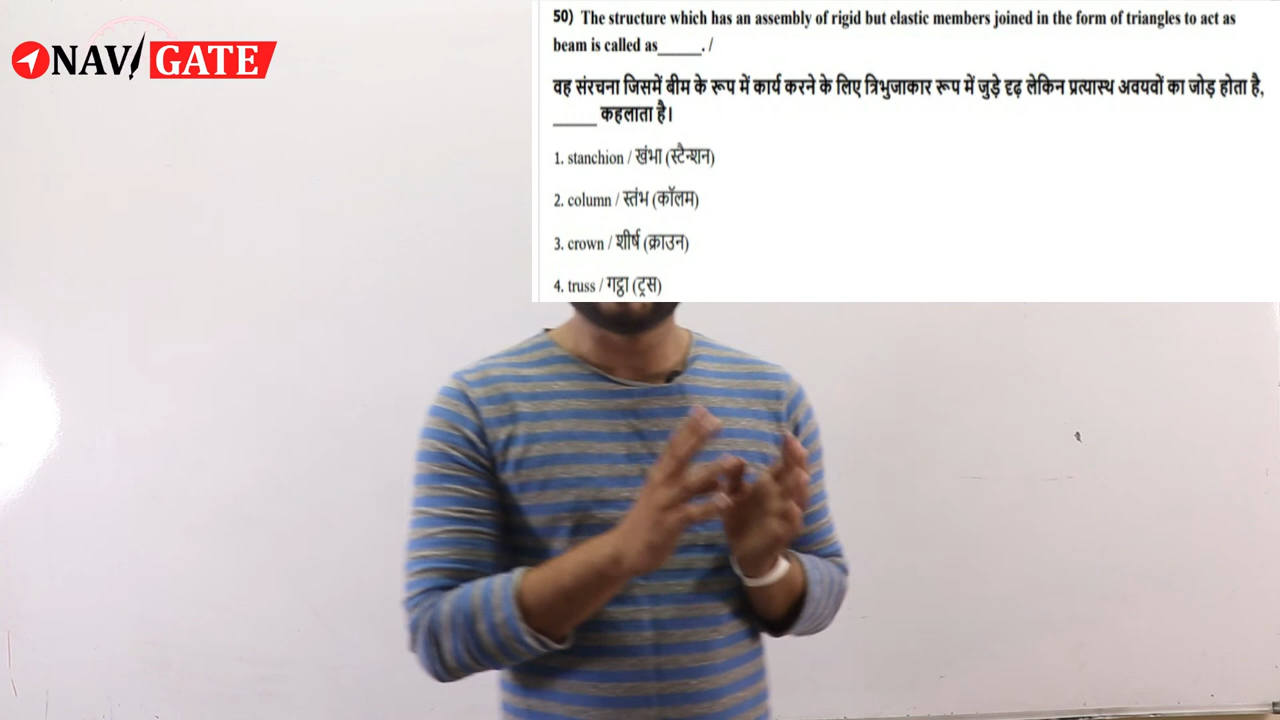 NAVIGATE
50) The structure which has an assembly of rigid but elastic members joined in the form of triangles to act as
beam is called as______. /
वह संरचना जिसमें बीम के रूप में कार्य करने के लिए त्रिभुजाकार रूप में जुड़े दृढ़ लेकिन प्रत्यास्थ अवयवों का जोड़ होता है,
_____ कहलाता है।
1. stanchion / खंभा (स्टैन्शन)
2. column / स्तंभ (कॉलम)
3. crown / शीर्ष (क्राउन)
4. truss / गट्ठा (ट्रस)